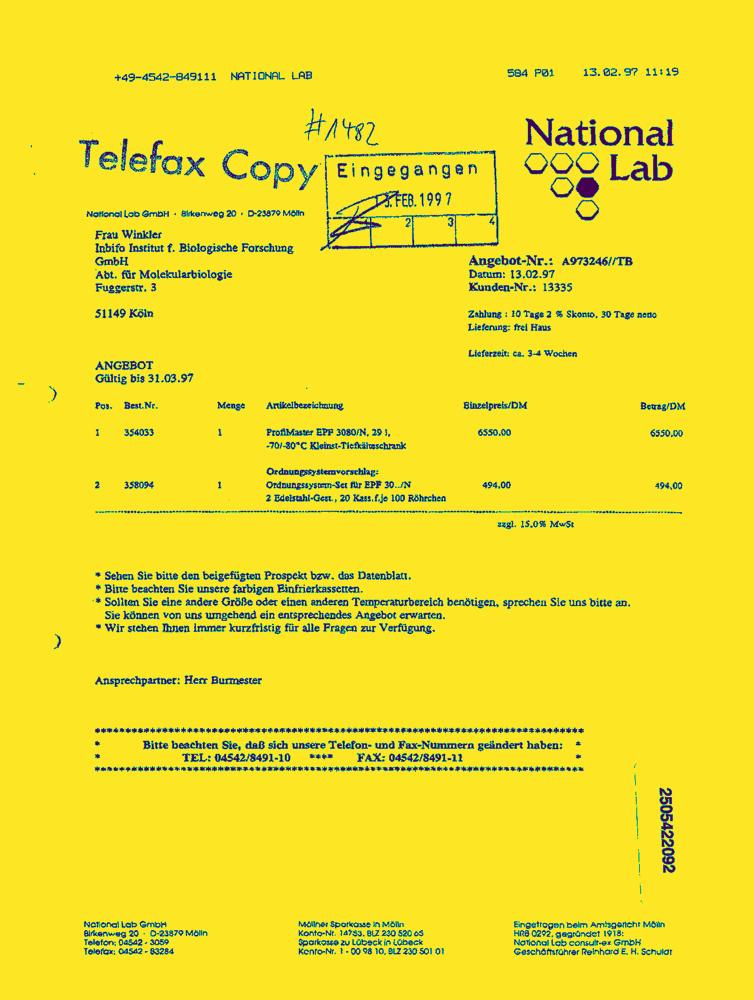 +49-4542-849111 NATIONAL LAB 584 P01 13.02.97 11:19
#1482
Telefax Copy
Eingegangen
3. FEB. 1997
2 3 4
National
Lab
National Lab GmbH · Birkenweg 20 · D-23879 Mölln
Frau Winkler
Inbifo Institut f. Biologische Forschung
GmbH
Abt. für Molekularbiologie
Fuggerstr. 3
51149 Köln
Angebot-Nr.: A973246//TB
Datum: 13.02.97
Kunden-Nr.: 13335
Zahlung : 10 Tage 2 % Skonto, 30 Tage netto
Lieferung: frei Haus
Lieferzeit: ca. 3-4 Wochen
ANGEBOT
Gültig bis 31.03.97
Pos. Best.Nr. Menge Artikelbezeichnung Einzelpreis/DM Betrag/DM
1 354033 1 ProfiMaster EPF 3080/N, 29 l, 6550.00 6550.00
-70/-80°C Kleinst-Tiefkühlschrank
Ordnungssystemvorschlag:
2 358094 1 Ordnungssystem-Set für EPF 30../N 494.00 494.00
2 Edelstahl-Gest., 20 Kass.f.je 100 Röhrchen
zzgl. 15.0% MwSt
* Sehen Sie bitte den beigefügten Prospekt bzw. das Datenblatt.
* Bitte beachten Sie unsere farbigen Einfrierkassetten.
* Sollten Sie eine andere Größe oder einen anderen Temperaturbereich benötigen, sprechen Sie uns bitte an.
Sie können von uns umgehend ein entsprechendes Angebot erwarten.
* Wir stehen Ihnen immer kurzfristig für alle Fragen zur Verfügung.
Ansprechpartner: Herr Burmester
* Bitte beachten Sie, daß sich unsere Telefon- und Fax-Nummern geändert haben: *
* TEL: 04542/8491-10 **** FAX: 04542/8491-11 *
2505422092
National Lab GmbH
Birkenweg 20 · D-23879 Mölln
Telefon: 04542 - 3059
Telefax: 04542 - 83284
Möllner Sparkasse in Mölln
Konto-Nr. 14753, BLZ 230 520 65
Sparkasse zu Lübeck in Lübeck
Konto-Nr. 1 - 00 98 10, BLZ 230 501 01
Eingetragen beim Amtsgericht Mölln
HRB 0292, gegründet 1918:
National Lab consult-ex GmbH
Geschäftsführer Reinhard E. H. Schuldt